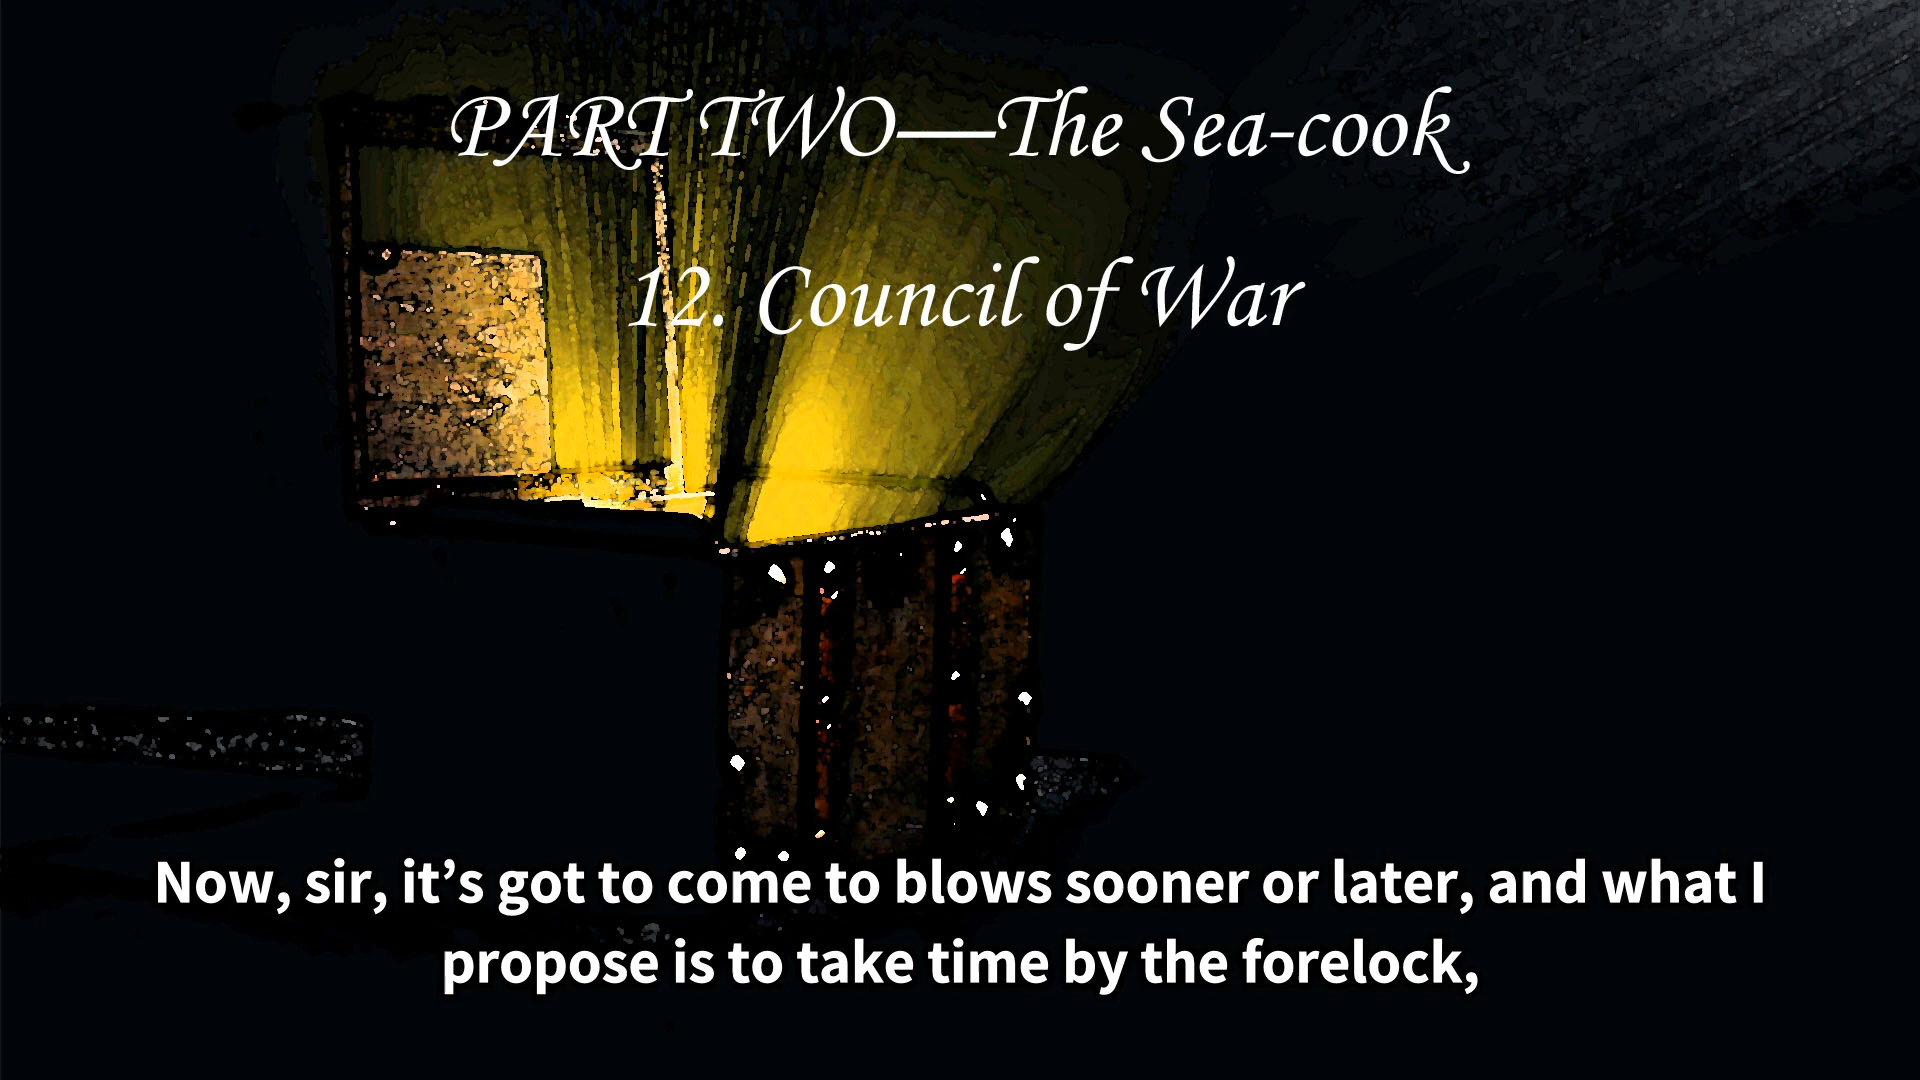 PART TWO—The Sea-cook
12. Council of War
Now, sir, it’s got to come to blows sooner or later, and what I
propose is to take time by the forelock,